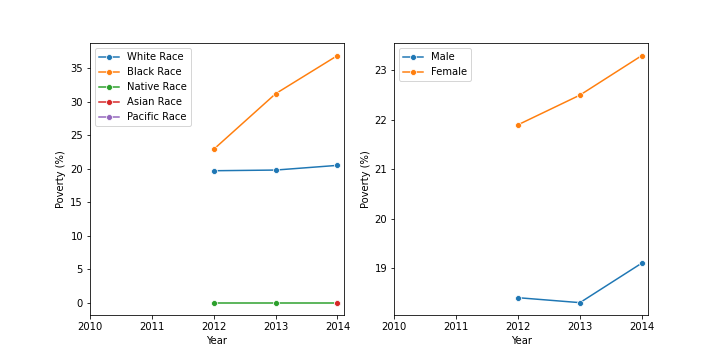 White Race
Black Race
Native Race
Asian Race
Pacific Race
35
30
25
20
15
10
5
0
Poverty (%)
2010 2011 2012 2013 2014
Year
Male
Female
23
22
21
20
19
Poverty (%)
2010 2011 2012 2013 2014
Year